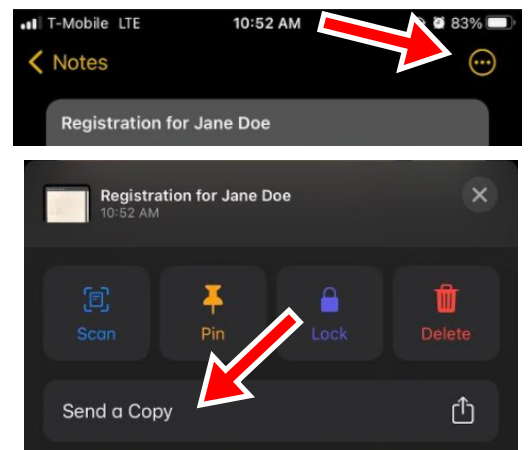 T-Mobile LTE 10:52 AM 83%
Notes
Registration for Jane Doe
Registration for Jane Doe
10:52 AM
Scan Pin Lock Delete
Send a Copy